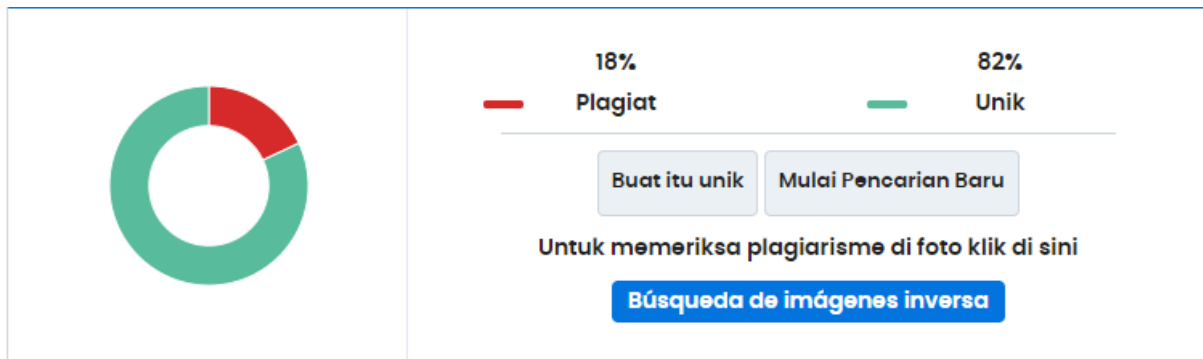 18% 82%
Plagiat Unik
Buat itu unik Mulai Pencarian Baru
Untuk memeriksa plagiarisme di foto klik di sini
Búsqueda de imágenes inversa